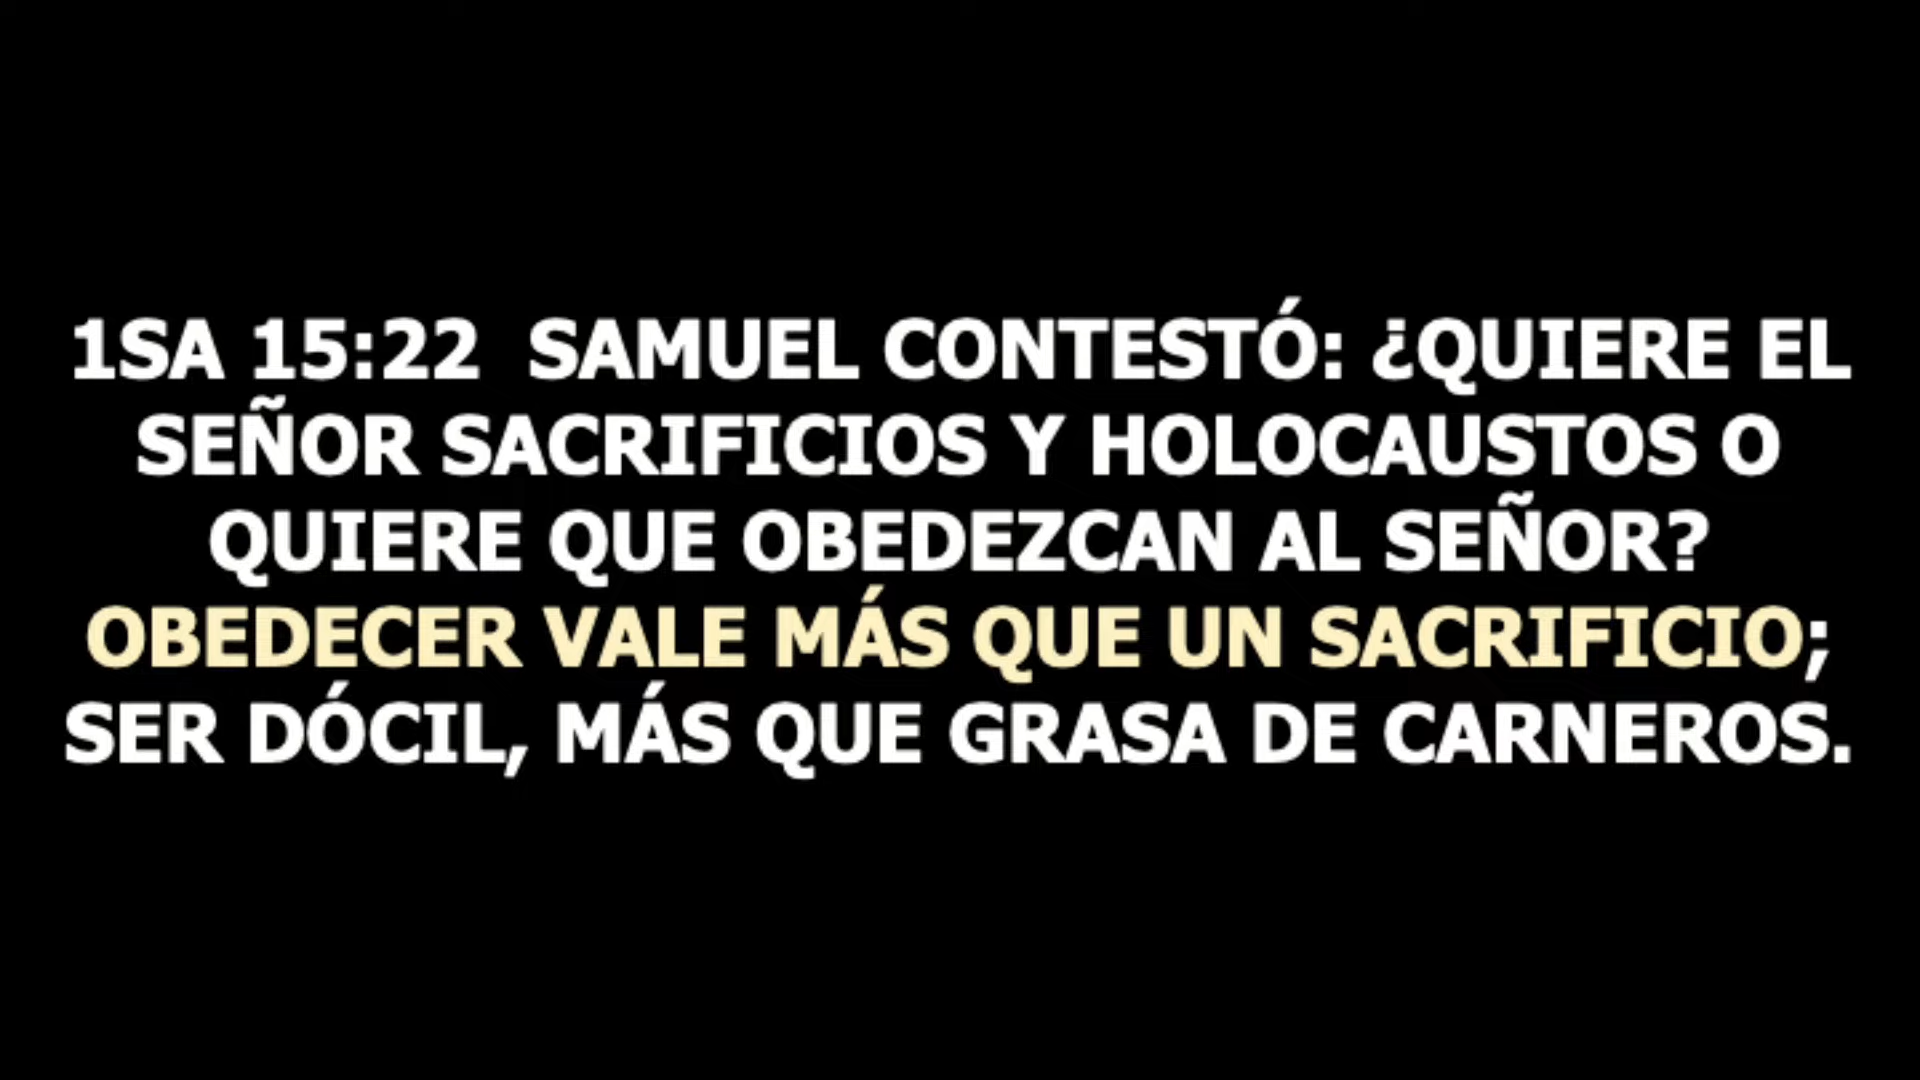 1SA 15:22  SAMUEL CONTESTÓ: ¿QUIERE EL
SEÑOR SACRIFICIOS Y HOLOCAUSTOS O
QUIERE QUE OBEDEZCAN AL SEÑOR?
OBEDECER VALE MÁS QUE UN SACRIFICIO;
SER DÓCIL, MÁS QUE GRASA DE CARNEROS.